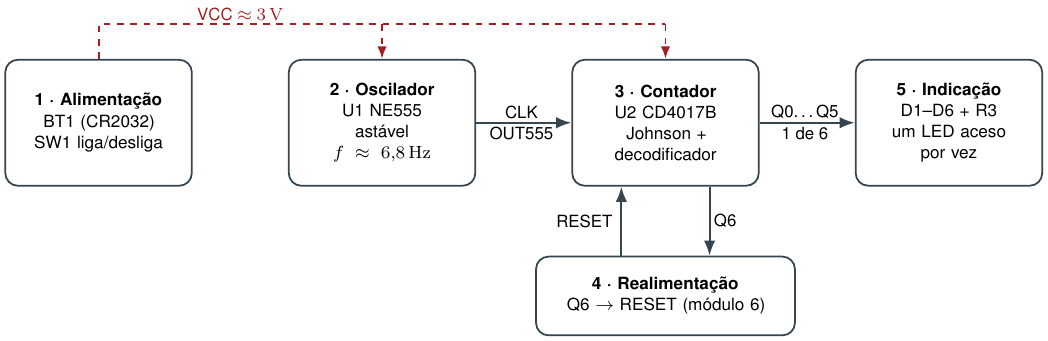 VCC ≈ 3 V
1 · Alimentação
BT1 (CR2032)
SW1 liga/desliga
2 · Oscilador
U1 NE555
astável
f ≈ 6,8 Hz
CLK
OUT555
3 · Contador
U2 CD4017B
Johnson +
decodificador
Q0…Q5
1 de 6
5 · Indicação
D1–D6 + R3
um LED aceso
por vez
RESET
Q6
4 · Realimentação
Q6 → RESET (módulo 6)